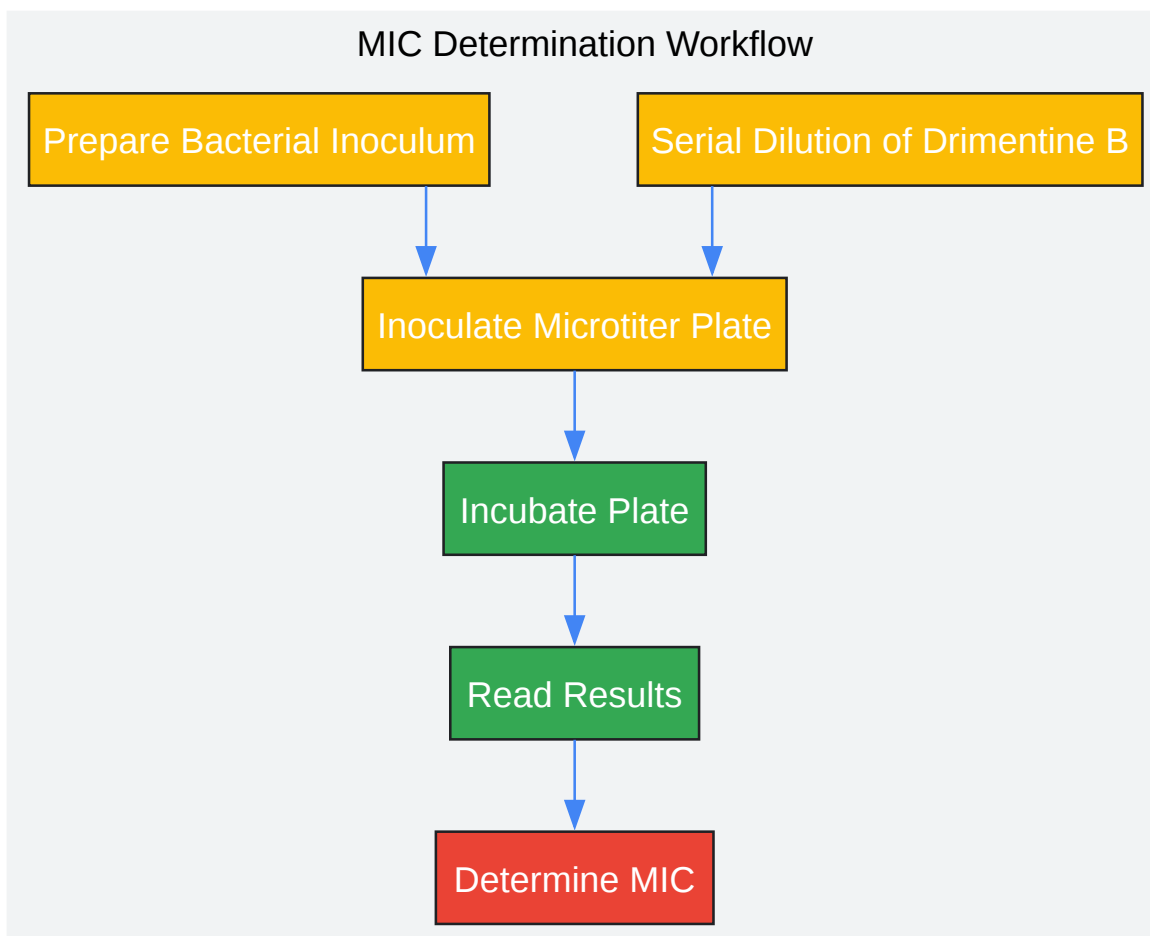 MIC Determination Workflow
Prepare Bacterial Inoculum
Serial Dilution of Drimentine B
Inoculate Microtiter Plate
Incubate Plate
Read Results
Determine MIC